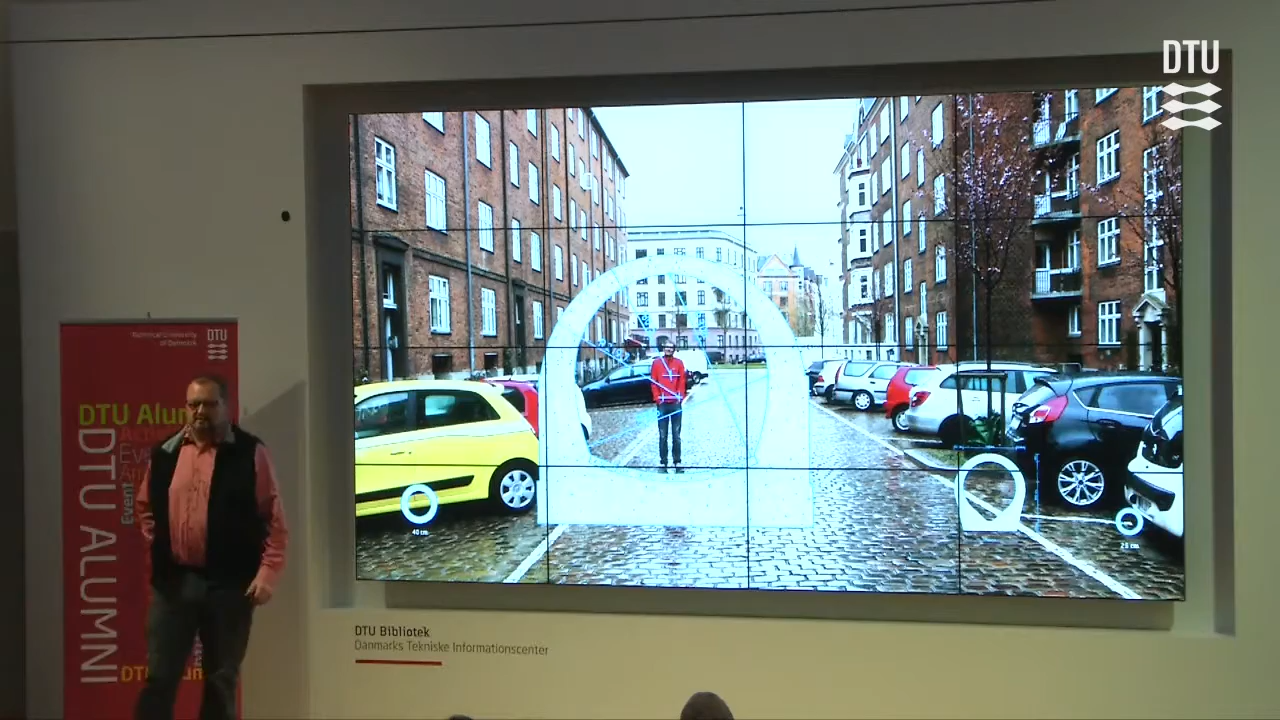 DTU
Technical University
of Denmark
DTU
DTU Alum
Event
DTU ALUMNI
40 cm
25 cm
DTU Bibliotek
Danmarks Tekniske Informationscenter